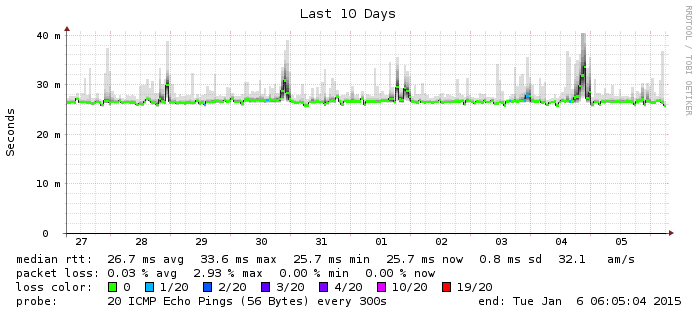 Last 10 Days
RRDTOOL / TOBI OETIKER
Seconds
40 m
30 m
20 m
10 m
0
27 28 29 30 31 01 02 03 04 05
median rtt: 26.7 ms avg 33.6 ms max 25.7 ms min 25.7 ms now 0.8 ms sd 32.1 am/s
packet loss: 0.03 % avg 2.93 % max 0.00 % min 0.00 % now
loss color: 0 1/20 2/20 3/20 4/20 10/20 19/20
probe: 20 ICMP Echo Pings (56 Bytes) every 300s end: Tue Jan 6 06:05:04 2015